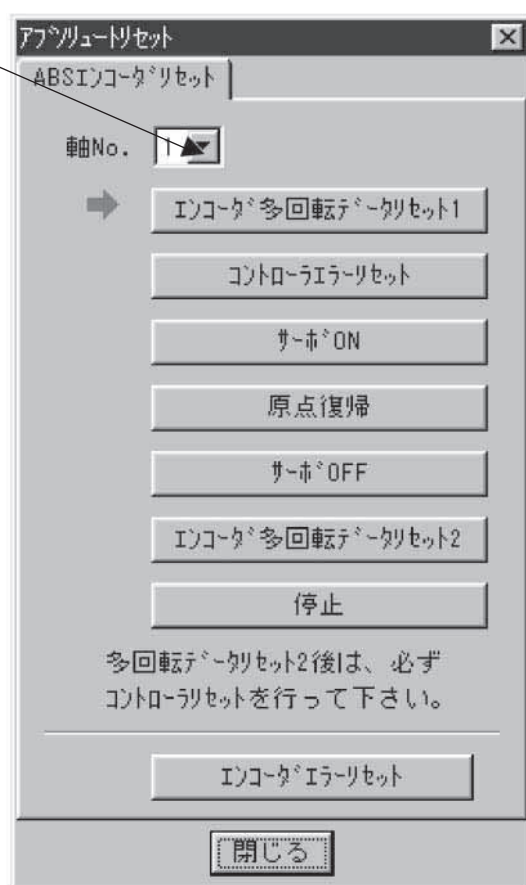 ｱﾌﾞｿﾘｭｰﾄﾘｾｯﾄ
ABSｴﾝｺｰﾀﾞﾘｾｯﾄ
軸No. 1
ｴﾝｺｰﾀﾞ多回転ﾃﾞｰﾀﾘｾｯﾄ1
ｺﾝﾄﾛｰﾗｴﾗｰﾘｾｯﾄ
ｻｰﾎﾞON
原点復帰
ｻｰﾎﾞOFF
ｴﾝｺｰﾀﾞ多回転ﾃﾞｰﾀﾘｾｯﾄ2
停止
多回転ﾃﾞｰﾀﾘｾｯﾄ2後は、必ず
ｺﾝﾄﾛｰﾗﾘｾｯﾄを行って下さい。
ｴﾝｺｰﾀﾞｴﾗｰﾘｾｯﾄ
閉じる